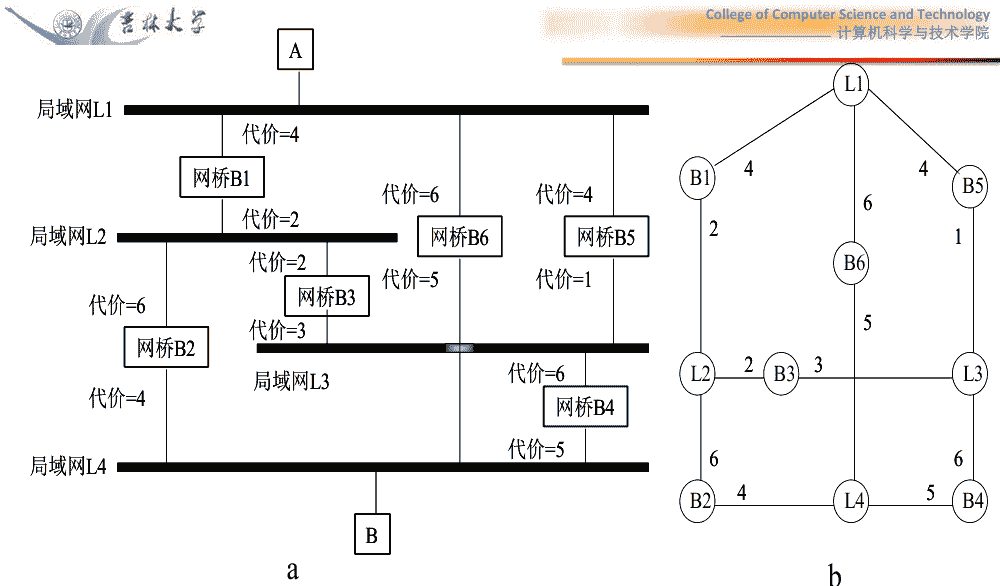 吉林大学
College of Computer Science and Technology
计算机科学与技术学院
A
局域网L1
代价=4
网桥B1
代价=2
局域网L2
代价=6
网桥B6
代价=5
代价=4
网桥B5
代价=1
代价=2
网桥B3
代价=3
代价=6
网桥B2
代价=4
局域网L3
代价=6
网桥B4
代价=5
局域网L4
B
a
L1
4
6
4
B1
B5
2
1
B6
5
L2
2
B3
3
L3
6
6
B2
4
L4
5
B4
b